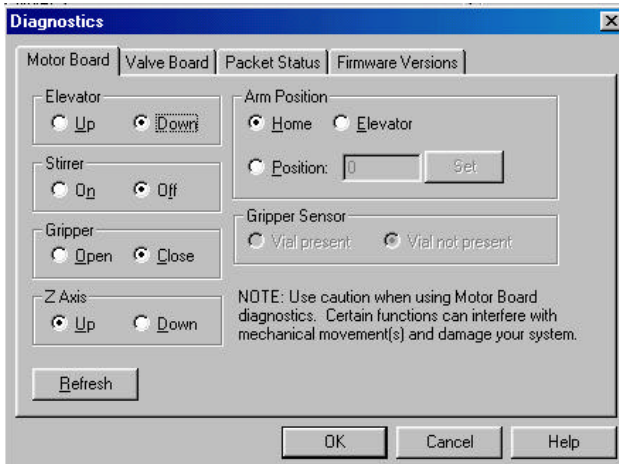 Diagnostics
Motor Board Valve Board Packet Status Firmware Versions
Elevator
Up Down
Stirrer
On Off
Gripper
Open Close
Z Axis
Up Down
Refresh
Arm Position
Home Elevator
Position: 0 Set
Gripper Sensor
Vial present Vial not present
NOTE: Use caution when using Motor Board
diagnostics. Certain functions can interfere with
mechanical movement(s) and damage your system.
OK Cancel Help